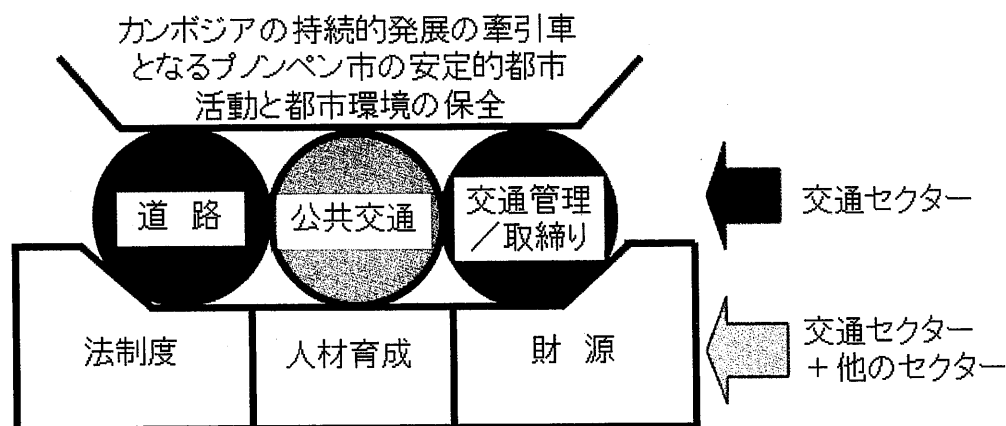 カンボジアの持続的発展の牽引車
となるプノンペン市の安定的都市
活動と都市環境の保全
道 路
公共交通
交通管理
／取締り
交通セクター
法制度
人材育成
財 源
交通セクター
＋他のセクター